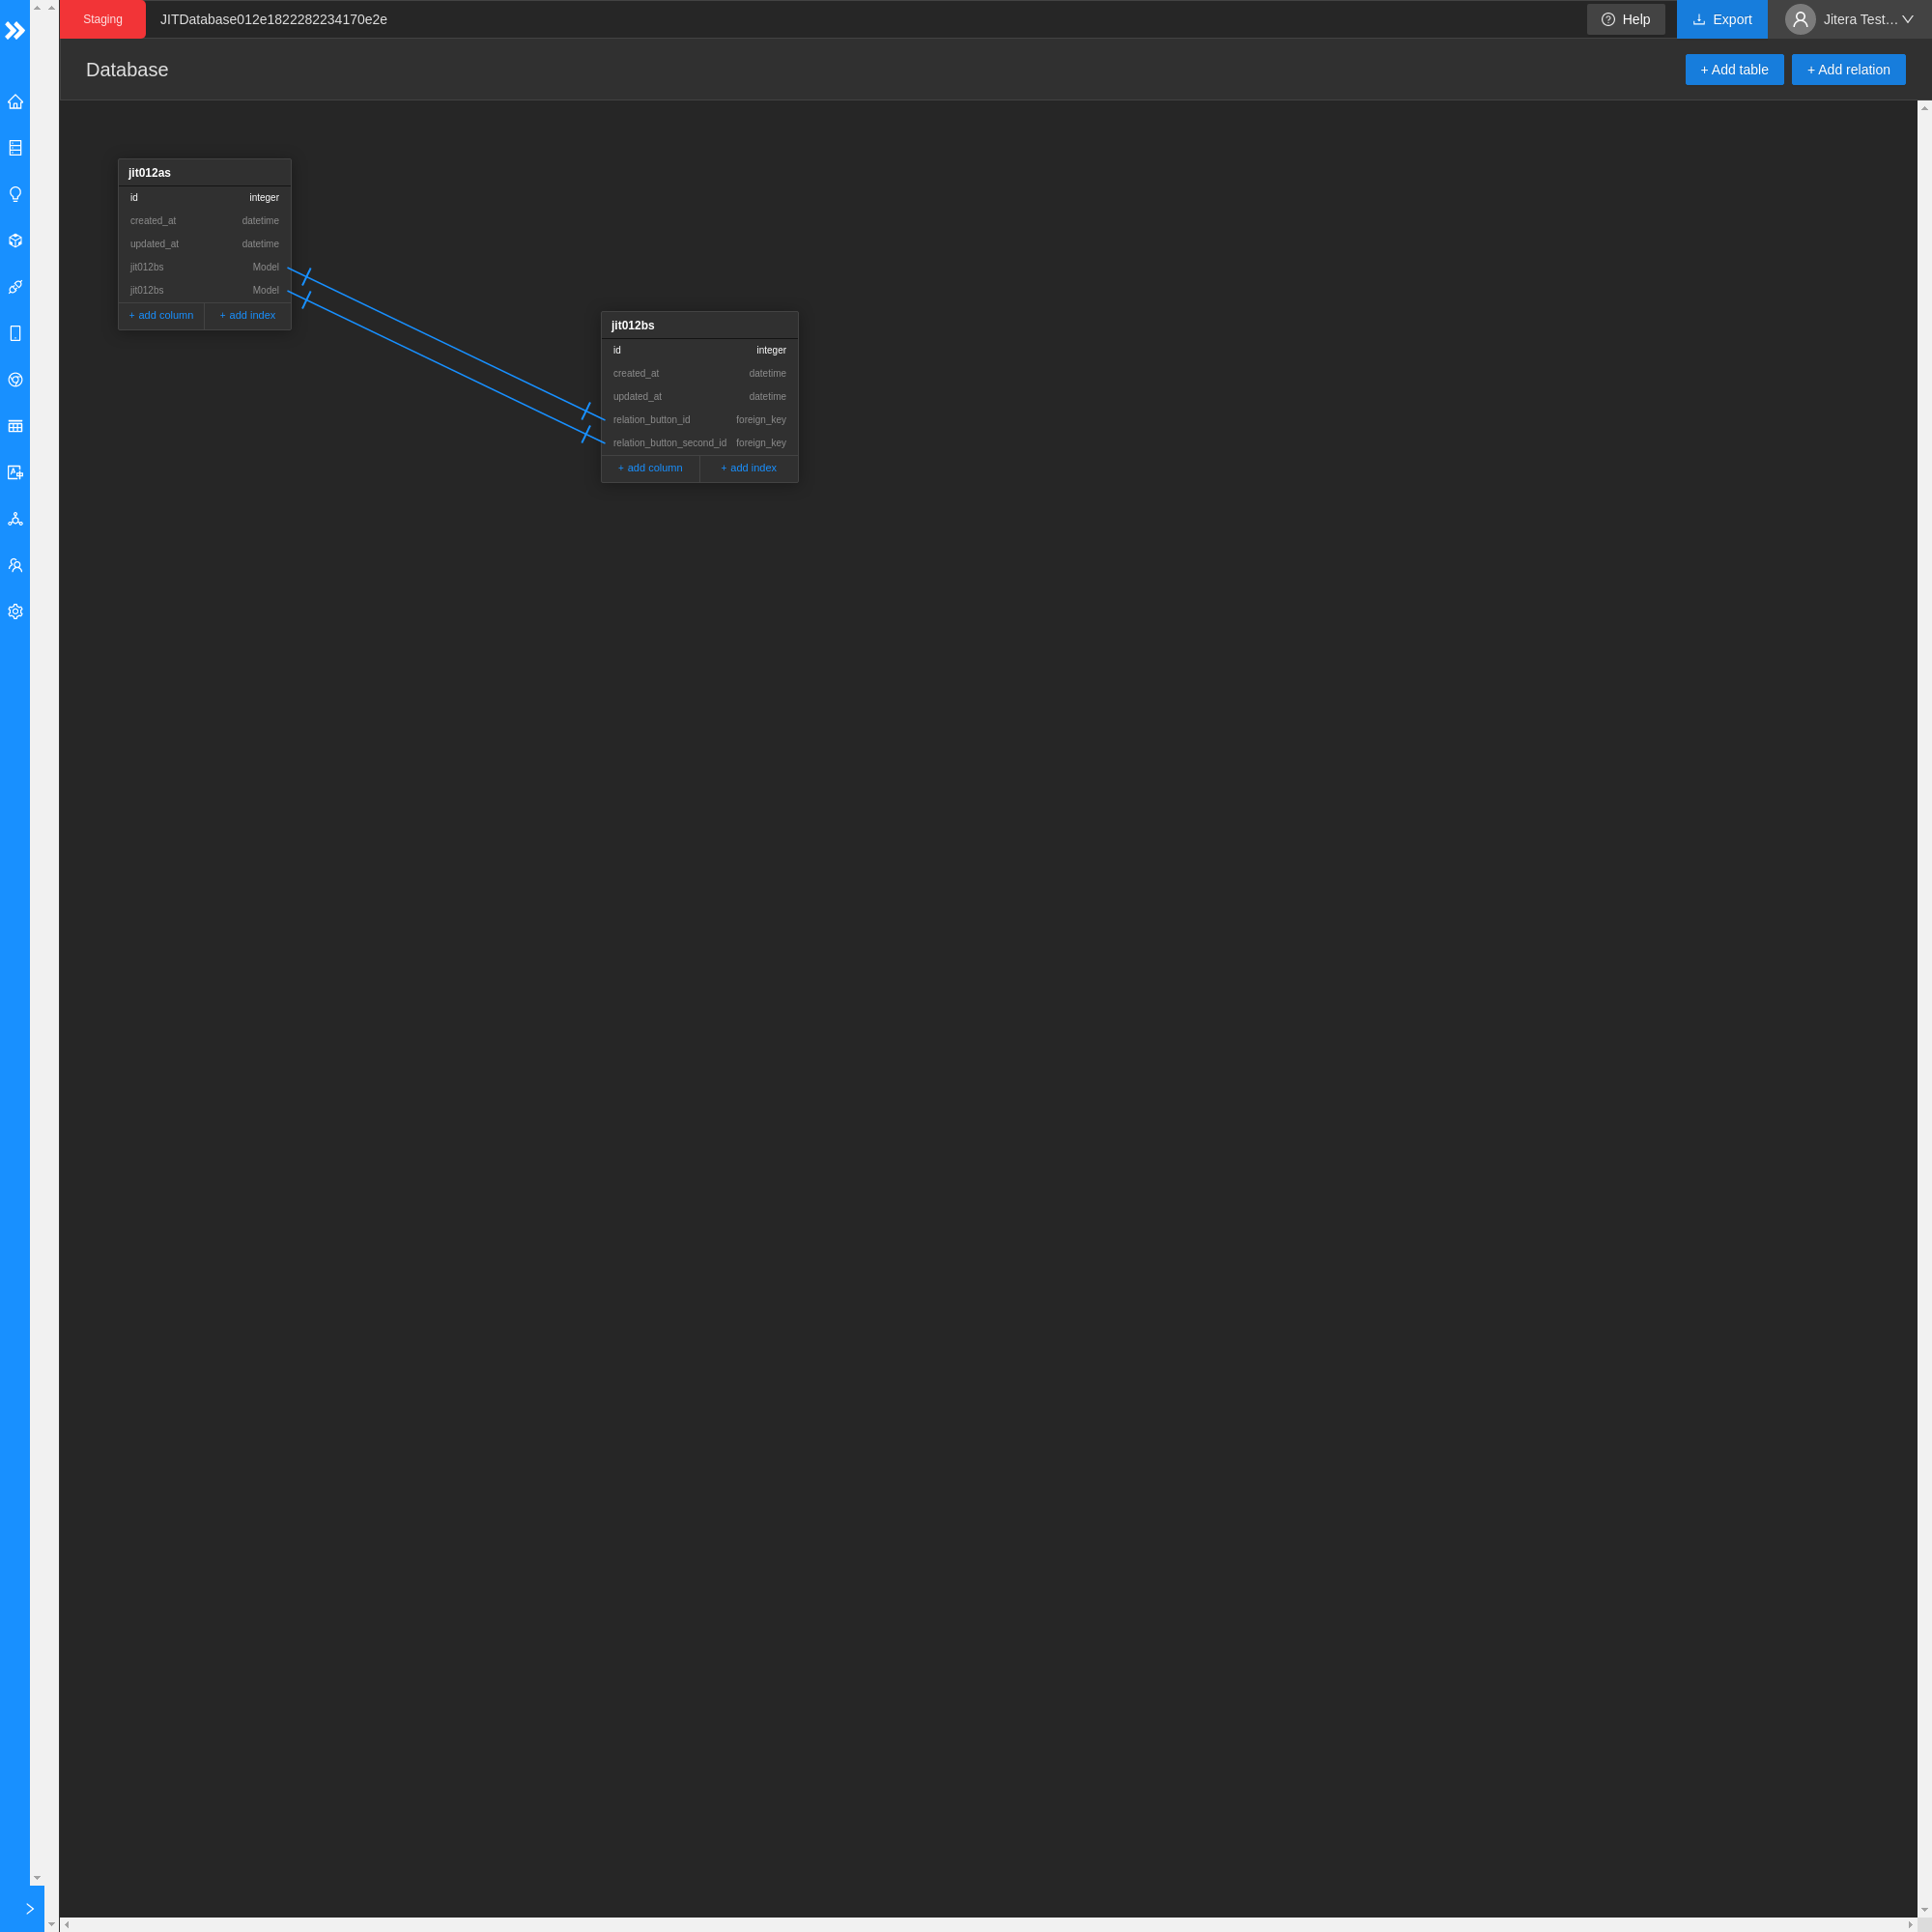 Staging JITDatabase012e1822282234170e2e Help Export Jitera Test…
Database + Add table + Add relation
jit012as
id integer
created_at datetime
updated_at datetime
jit012bs Model
jit012bs Model
+ add column + add index
jit012bs
id integer
created_at datetime
updated_at datetime
relation_button_id foreign_key
relation_button_second_id foreign_key
+ add column + add index